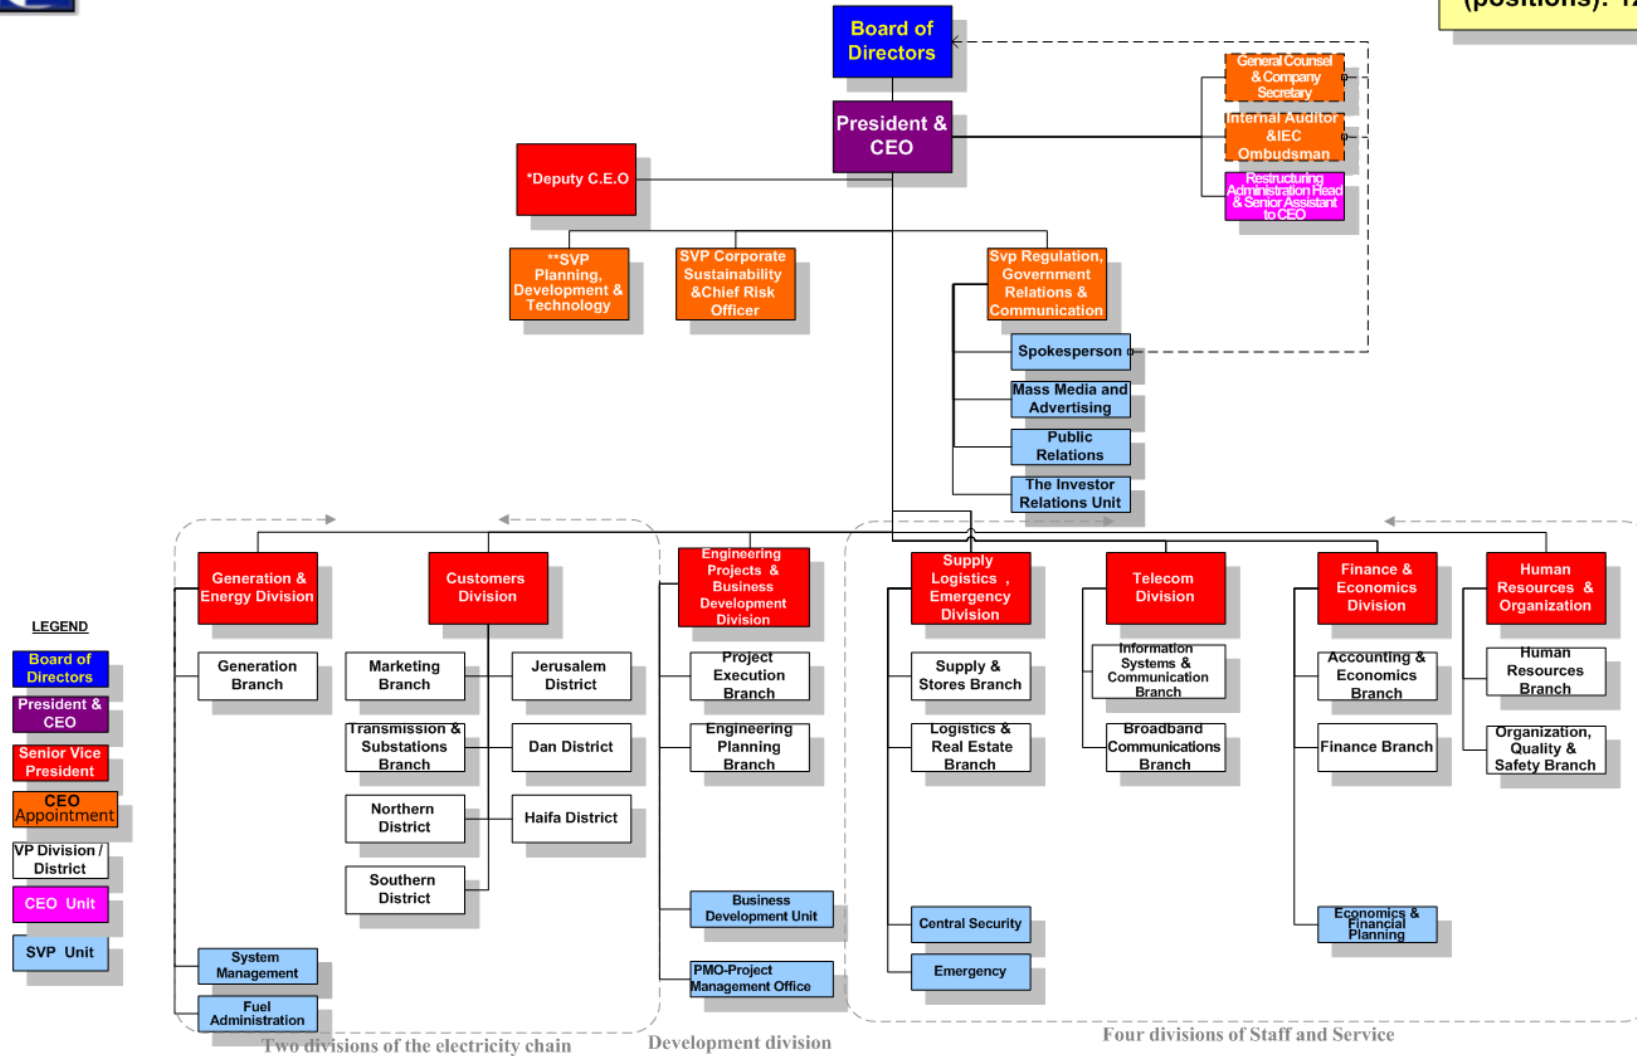 (positions): 12
Board of
Directors
General Counsel
& Company
Secretary
President &
CEO
Internal Auditor
&IEC
Ombudsman
*Deputy C.E.O
Restructuring
Administration Head
& Senior Assistant
to CEO
**SVP
Planning,
Development &
Technology
SVP Corporate
Sustainability
&Chief Risk
Officer
Svp Regulation,
Government
Relations &
Communication
Spokesperson
Mass Media and
Advertising
Public
Relations
The Investor
Relations Unit
Generation &
Energy Division
Customers
Division
Engineering
Projects &
Business
Development
Division
Supply
Logistics ,
Emergency
Division
Telecom
Division
Finance &
Economics
Division
Human
Resources &
Organization
LEGEND
Board of
Directors
President &
CEO
Senior Vice
President
CEO
Appointment
VP Division /
District
CEO Unit
SVP Unit
Generation
Branch
Marketing
Branch
Jerusalem
District
Project
Execution
Branch
Supply &
Stores Branch
Information
Systems &
Communication
Branch
Accounting &
Economics
Branch
Human
Resources
Branch
Transmission &
Substations
Branch
Dan District
Engineering
Planning
Branch
Logistics &
Real Estate
Branch
Broadband
Communications
Branch
Finance Branch
Organization,
Quality &
Safety Branch
Northern
District
Haifa District
Southern
District
Business
Development Unit
Central Security
Economics &
Financial
Planning
System
Management
PMO-Project
Management Office
Emergency
Fuel
Administration
Two divisions of the electricity chain
Development division
Four divisions of Staff and Service